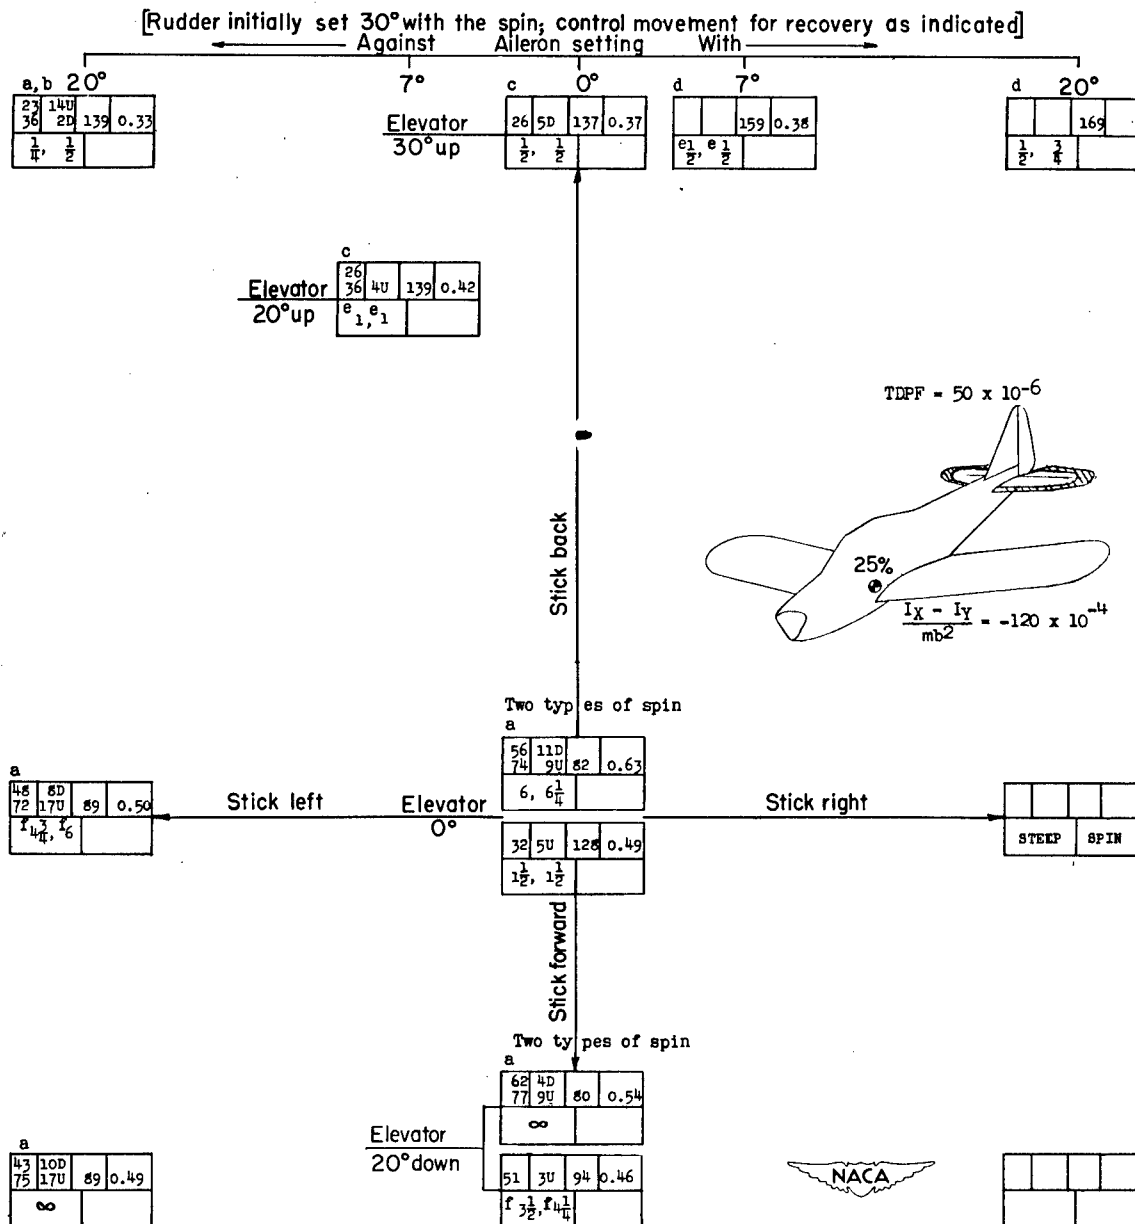 [Rudder initially set 30° with the spin; control movement for recovery as indicated]
Against Aileron setting With
20° 7° 0° 7° 20°
a, b
23 14U
36 2D 139 0.33
1/4, 1/2
Elevator
30° up
c
26 5D 137 0.37
1/2, 1/2
d
159 0.38
e 1/2, e 1/2
d
169
1/2, 3/4
Elevator
20° up
c
26
36 4U 139 0.42
e 1, e 1
Stick back
TDPF = 50 x 10-6
25%
IX - IY
mb2
= -120 x 10-4
Two types of spin
a
56 11D
74 9U 82 0.63
6, 6 1/4
a
48 8D
72 17U 89 0.50
f 4 3/4, f 6
Stick left
Elevator
0°
Stick right
STEEP SPIN
32 5U 128 0.49
1 1/2, 1 1/2
Stick forward
Two types of spin
a
62 4D
77 9U 80 0.54
∞
Elevator
20° down
51 3U 94 0.46
f 3 1/2, f 4 1/4
a
43 10D
75 17U 89 0.49
∞
NACA